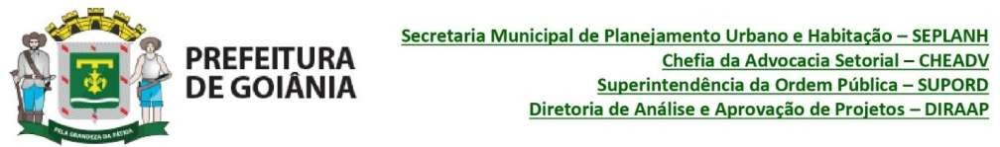 PREFEITURA
DE GOIÂNIA
PELA GRANDEZA DA PÁTRIA
Secretaria Municipal de Planejamento Urbano e Habitação – SEPLANH
Chefia da Advocacia Setorial – CHEADV
Superintendência da Ordem Pública – SUPORD
Diretoria de Análise e Aprovação de Projetos – DIRAAP